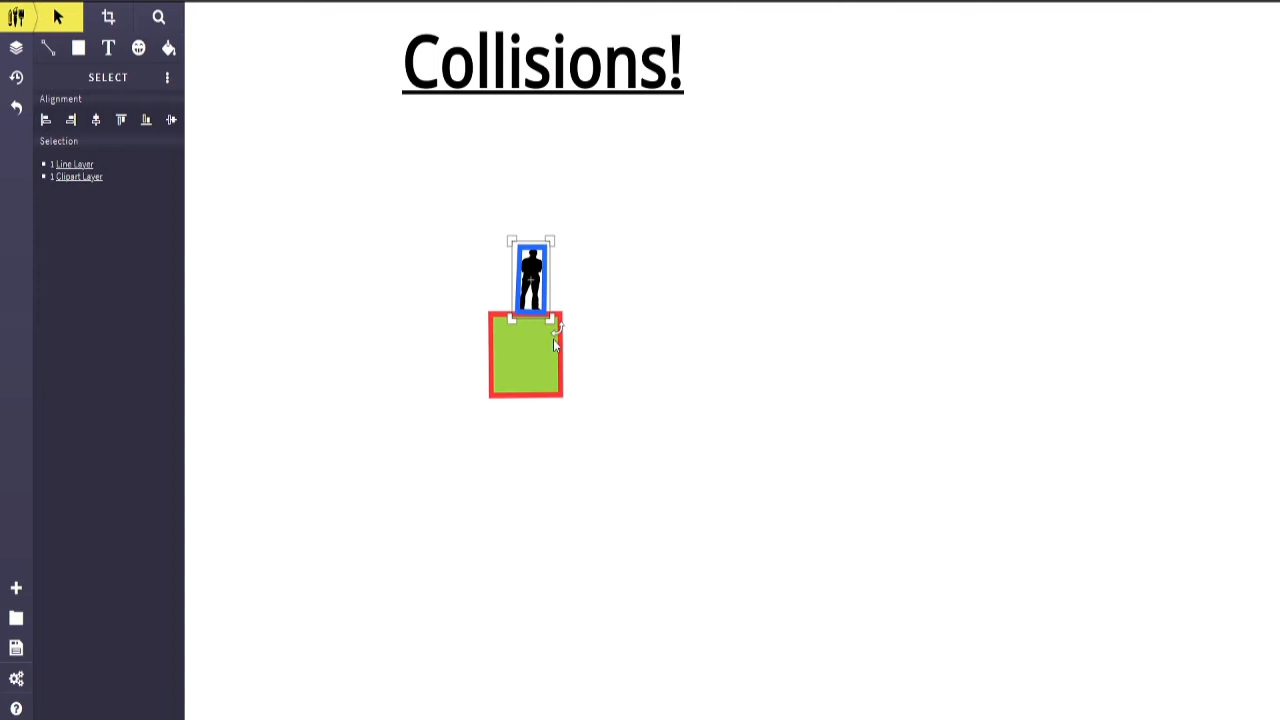 Collisions!
SELECT
Alignment
Selection
1 Line Layer
1 Clipart Layer